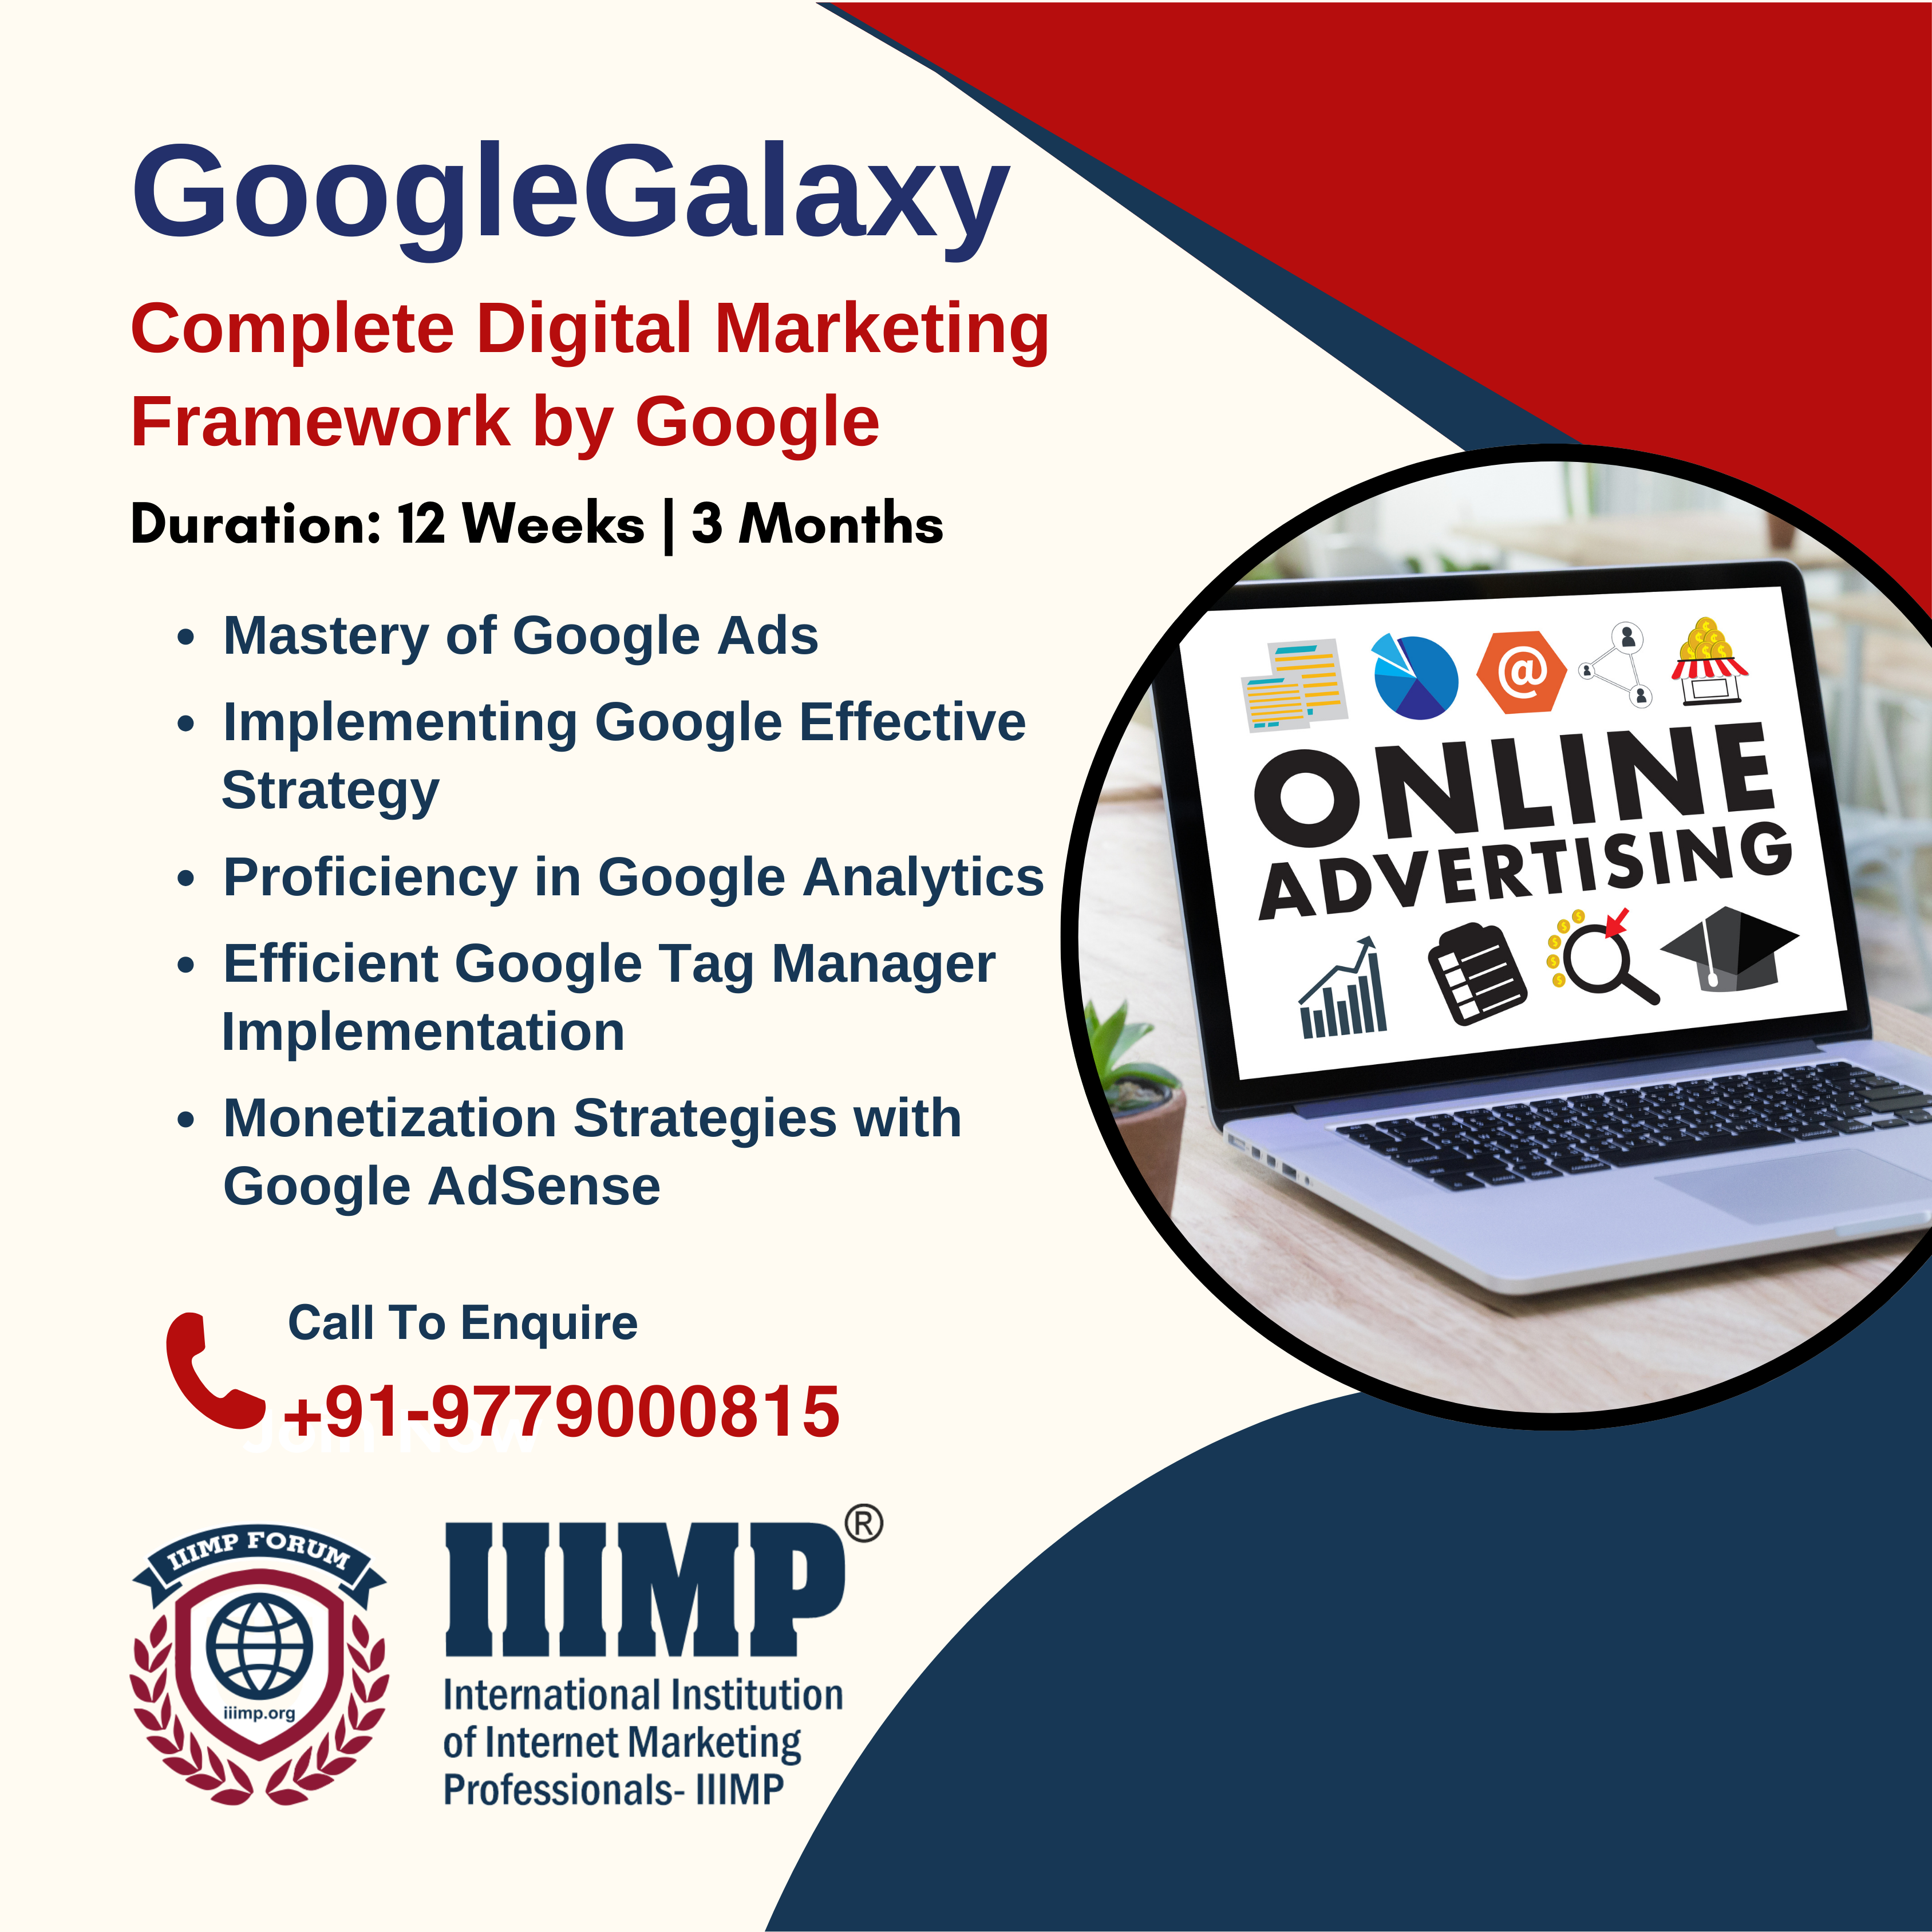 GoogleGalaxy
Complete Digital Marketing
Framework by Google
Duration: 12 Weeks | 3 Months
• Mastery of Google Ads
• Implementing Google Effective
Strategy
• Proficiency in Google Analytics
• Efficient Google Tag Manager
Implementation
• Monetization Strategies with
Google AdSense
ONLINE
ADVERTISING
Call To Enquire
+91-9779000815
IIIMP FORUM
iiimp.org
IIIMP®
International Institution
of Internet Marketing
Professionals- IIIMP